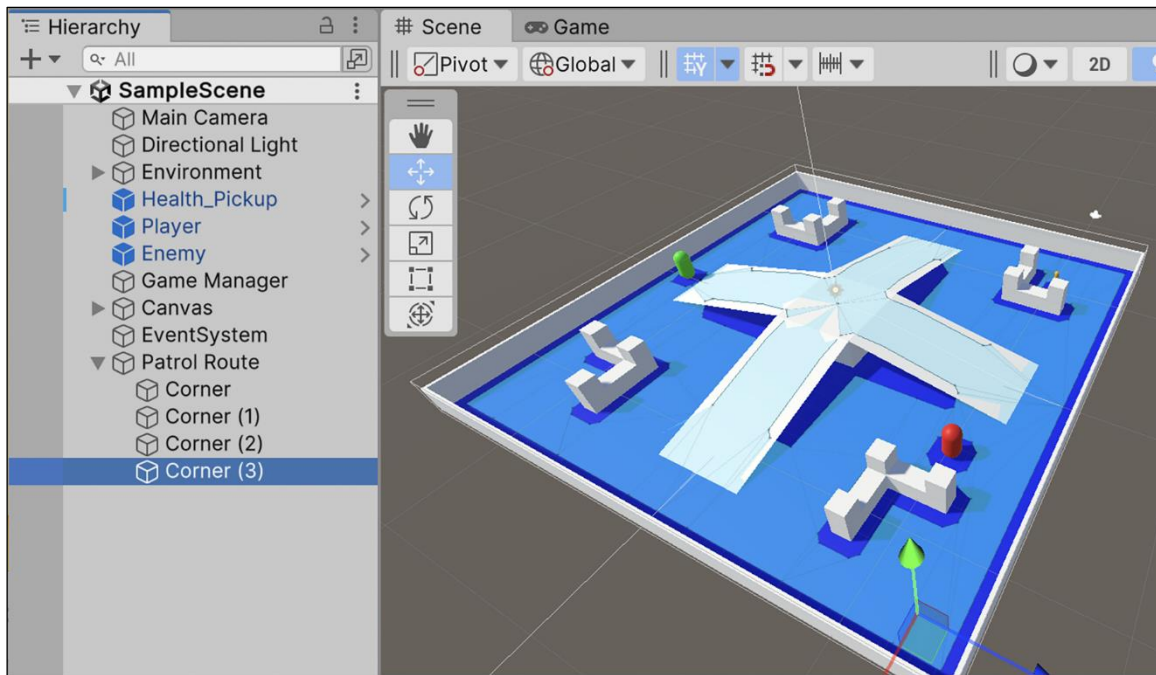 Hierarchy
All
SampleScene
Main Camera
Directional Light
Environment
Health_Pickup
Player
Enemy
Game Manager
Canvas
EventSystem
Patrol Route
Corner
Corner (1)
Corner (2)
Corner (3)
Scene Game
Pivot Global 2D